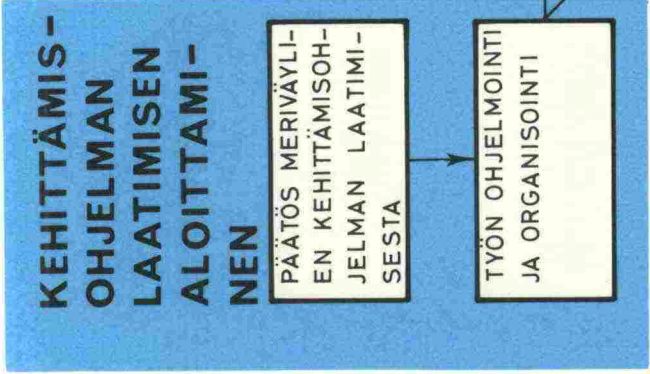 KEHITTÄMIS-
OHJELMAN
LAATIMISEN
ALOITTAMI-
NEN
PÄÄTÖS MERIVÄYLI-
EN KEHITTÄMISOH-
JELMAN LAATIMI-
SESTA
TYÖN OHJELMOINTI
JA ORGANISOINTI